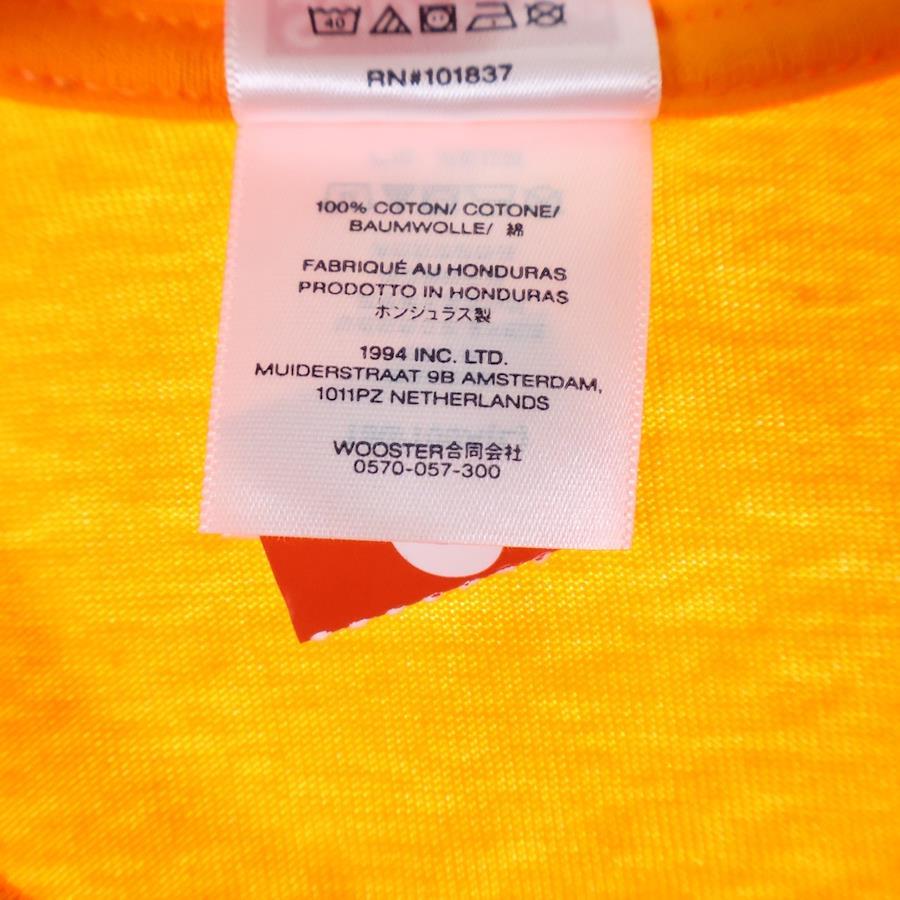 40
RN#101837
100% COTON/ COTONE/
BAUMWOLLE/ 綿
FABRIQUÉ AU HONDURAS
PRODOTTO IN HONDURAS
ホンジュラス製
1994 INC. LTD.
MUIDERSTRAAT 9B AMSTERDAM,
1011PZ NETHERLANDS
WOOSTER合同会社
0570-057-300